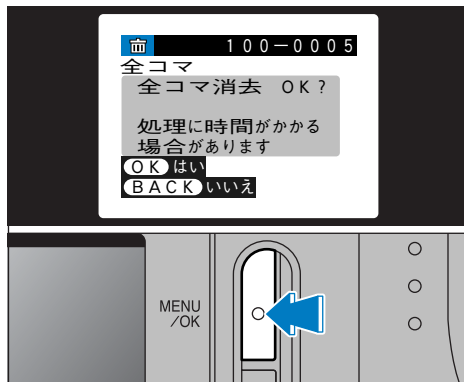 100-0005
全コマ
全コマ消去 OK?
処理に時間がかかる
場合があります
OK はい
BACK いいえ
MENU
/OK